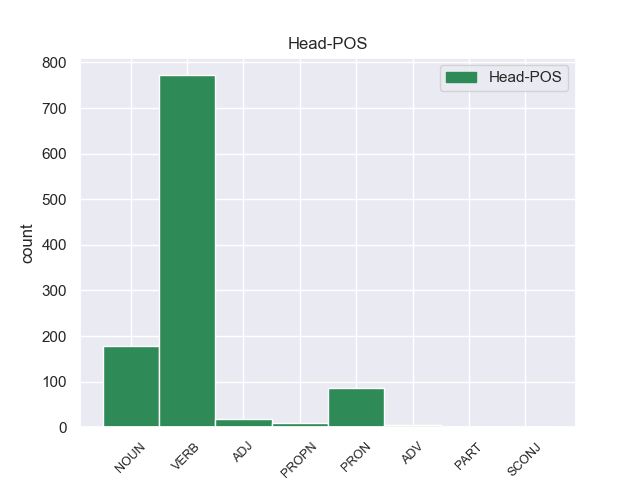 Head-POS
Head-POS
count
800
700
600
500
400
300
200
100
0
NOUN
VERB
ADJ
PROPN
PRON
ADV
PART
SCONJ